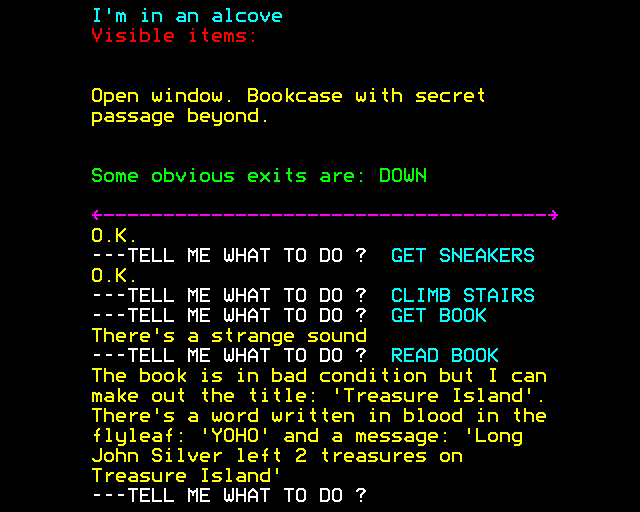 I'm in an alcove
Visible items:
Open window. Bookcase with secret
passage beyond.
Some obvious exits are: DOWN
O.K.
---TELL ME WHAT TO DO ? GET SNEAKERS
O.K.
---TELL ME WHAT TO DO ? CLIMB STAIRS
---TELL ME WHAT TO DO ? GET BOOK
There's a strange sound
---TELL ME WHAT TO DO ? READ BOOK
The book is in bad condition but I can
make out the title: 'Treasure Island'.
There's a word written in blood in the
flyleaf: 'YOHO' and a message: 'Long
John Silver left 2 treasures on
Treasure Island'
---TELL ME WHAT TO DO ?